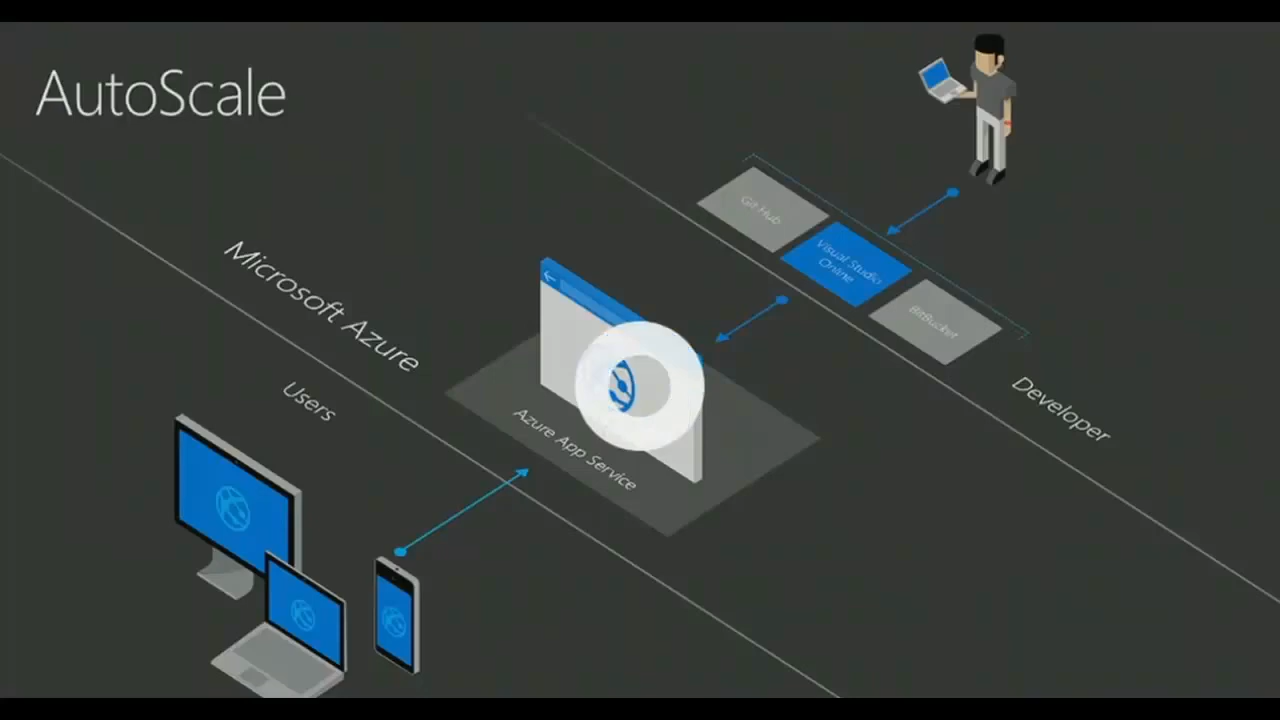 AutoScale
Git Hub
Visual Studio
Online
BitBucket
Microsoft Azure
Users
Azure App Service
Developer